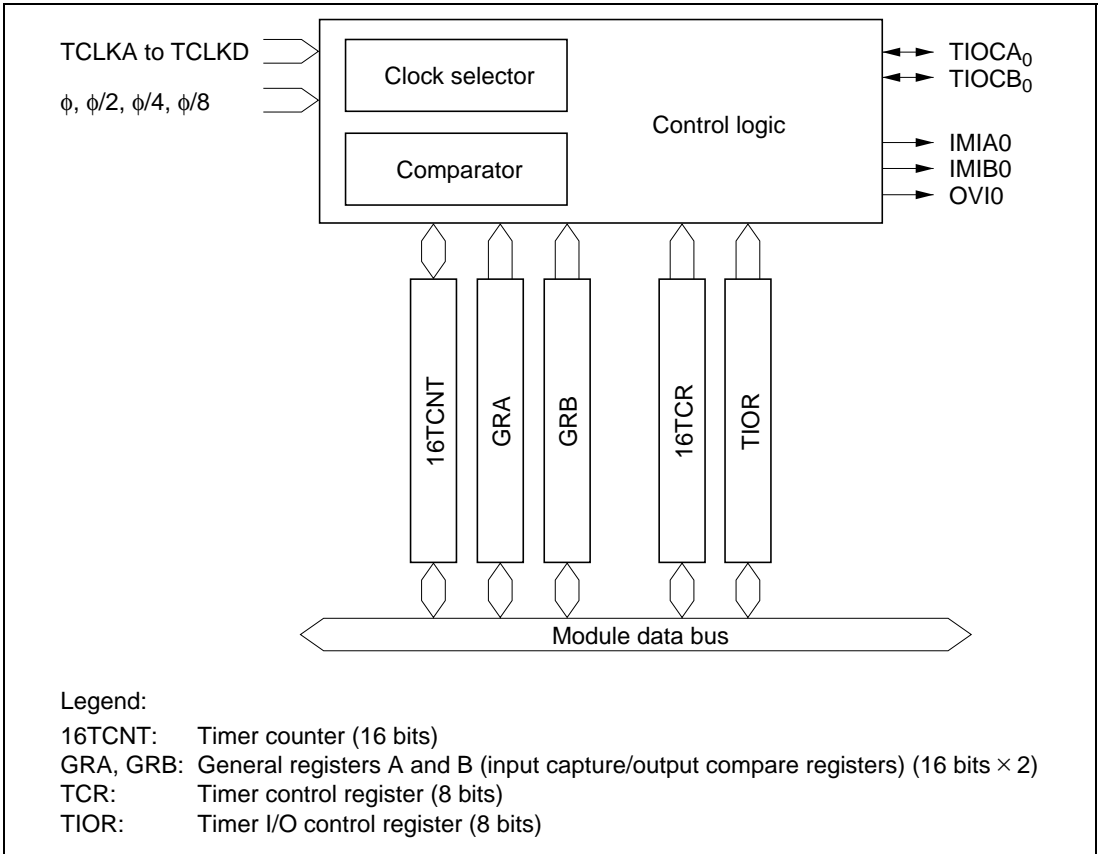 TCLKA to TCLKD
ϕ, ϕ/2, ϕ/4, ϕ/8
Clock selector
Comparator
Control logic
TIOCA0
TIOCB0
IMIA0
IMIB0
OVI0
16TCNT
GRA
GRB
16TCR
TIOR
Module data bus
Legend:
16TCNT: Timer counter (16 bits)
GRA, GRB: General registers A and B (input capture/output compare registers) (16 bits × 2)
TCR: Timer control register (8 bits)
TIOR: Timer I/O control register (8 bits)